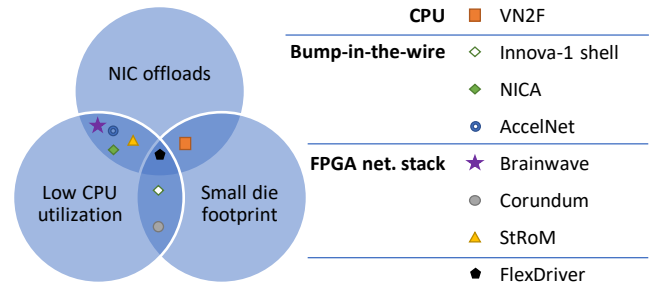 NIC offloads
Low CPU
utilization
Small die
footprint
CPU VN2F
Bump-in-the-wire Innova-1 shell
NICA
AccelNet
FPGA net. stack Brainwave
Corundum
StRoM
FlexDriver